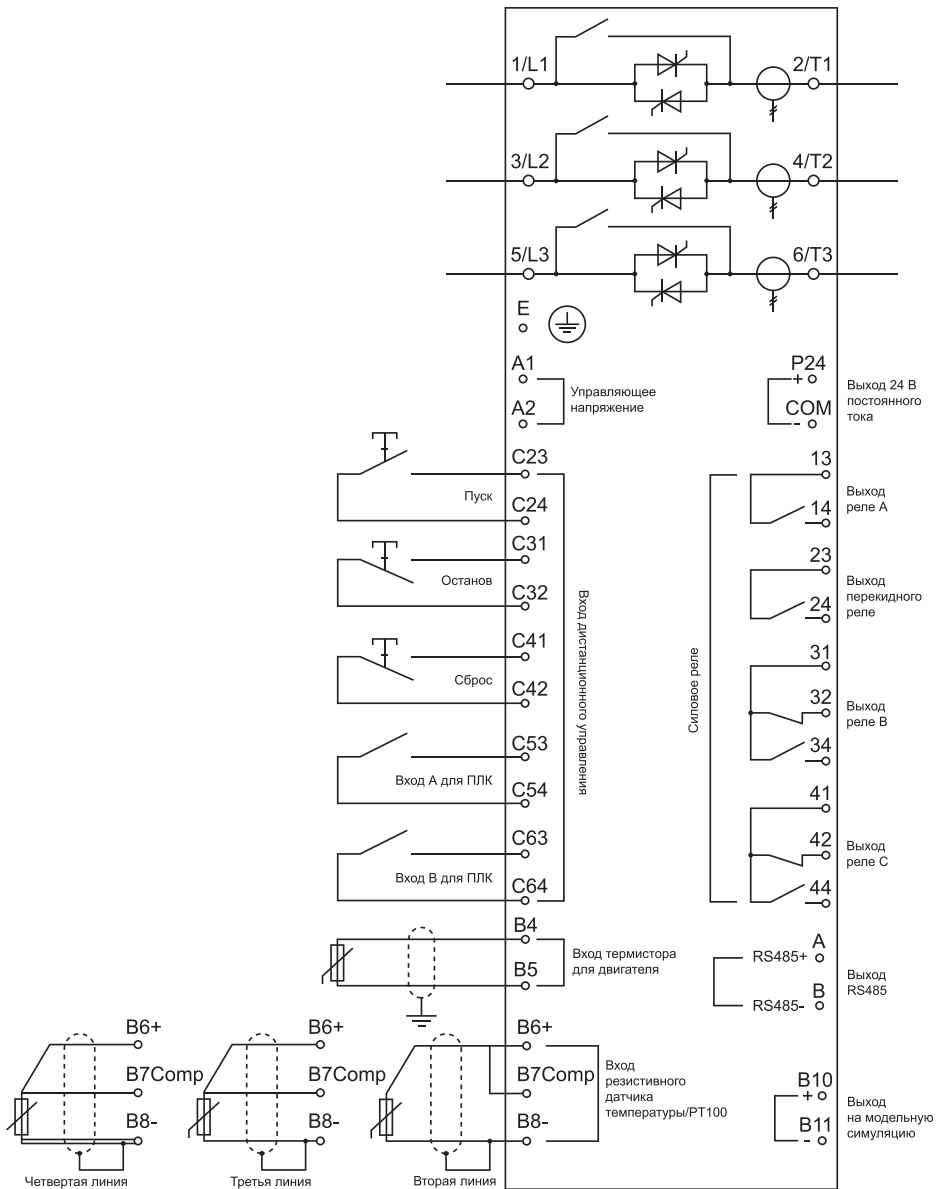 1/L1
2/T1
3/L2
4/T2
5/L3
6/T3
E
A1
A2
Управляющее
напряжение
P24
+
COM
-
Выход 24 В
постоянного
тока
C23
Пуск
C24
C31
Останов
C32
C41
Сброс
C42
C53
Вход А для ПЛК
C54
C63
Вход В для ПЛК
C64
Вход дистанционного управления
Силовое реле
13
14
Выход
реле А
23
24
Выход
перекидного
реле
31
32
34
Выход
реле В
41
42
44
Выход
реле С
B4
B5
Вход термистора
для двигателя
A
RS485+
B
RS485-
Выход
RS485
B6+
B7Comp
B8-
Четвертая линия
B6+
B7Comp
B8-
Третья линия
B6+
B7Comp
B8-
Вторая линия
Вход
резистивного
датчика
температуры/РТ100
B10
+
B11
-
Выход
на модельную
симуляцию